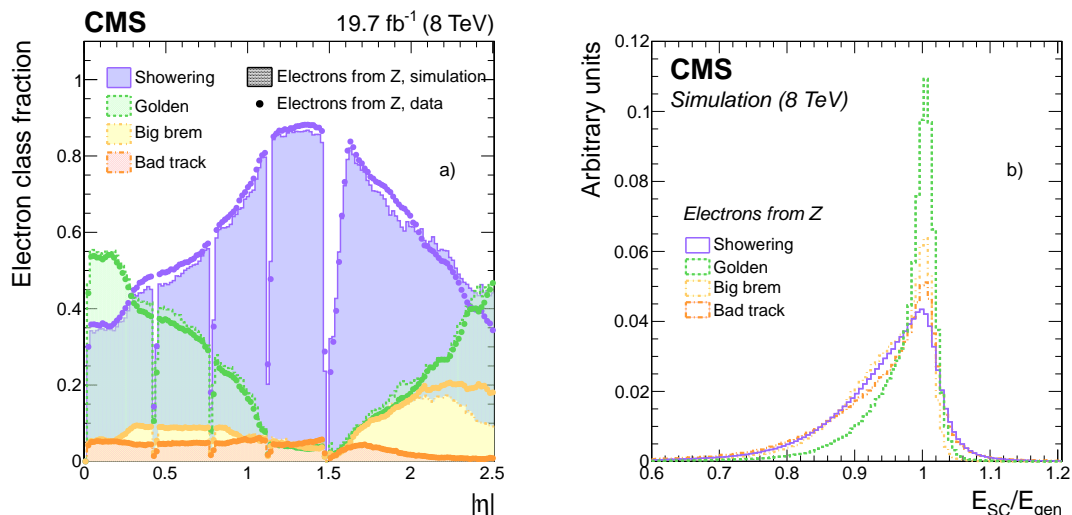 CMS 19.7 fb⁻¹ (8 TeV)
Electron class fraction
1
0.8
0.6
0.4
0.2
0
Showering
Golden
Big brem
Bad track
Electrons from Z, simulation
Electrons from Z, data
a)
0 0.5 1 1.5 2 2.5
|η|
Arbitrary units
0.12
0.1
0.08
0.06
0.04
0.02
0.00
CMS
Simulation (8 TeV)
b)
Electrons from Z
Showering
Golden
Big brem
Bad track
0.6 0.7 0.8 0.9 1 1.1 1.2
E_SC/E_gen